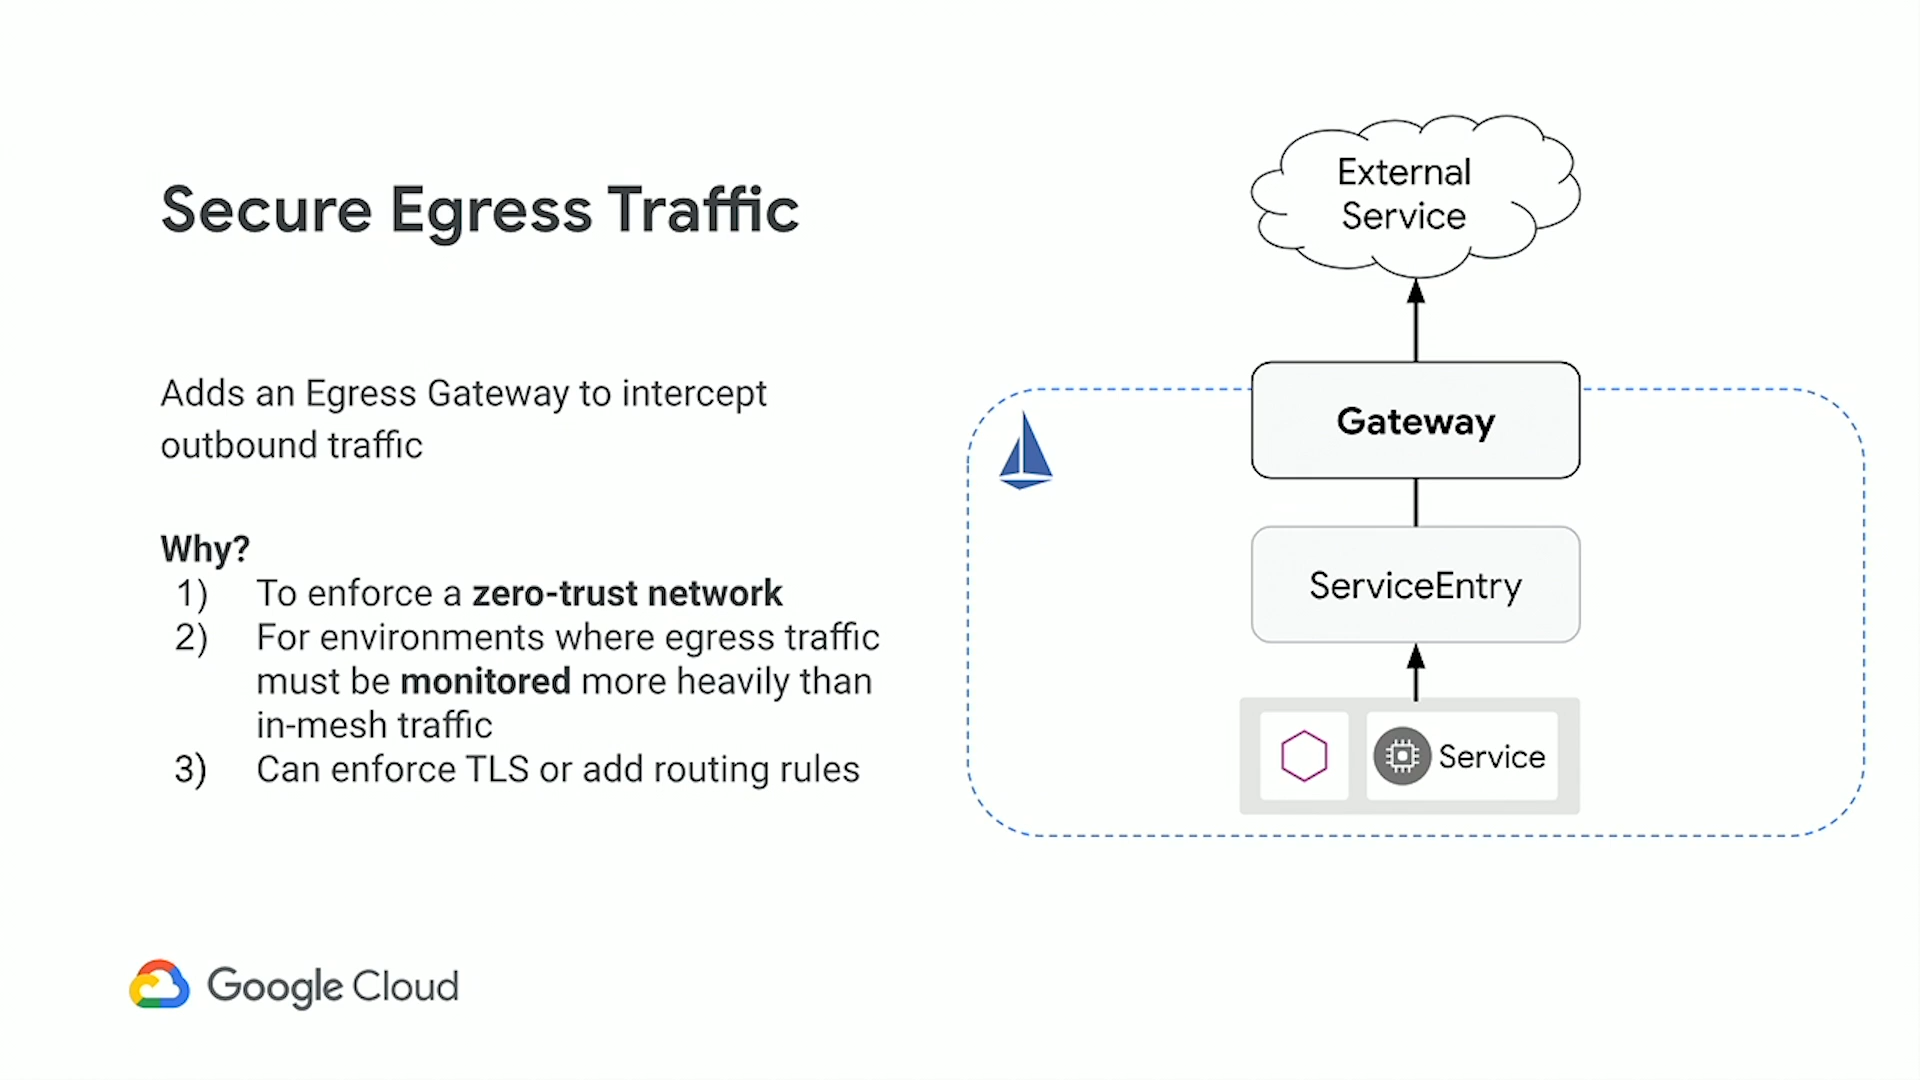 Secure Egress Traffic
Adds an Egress Gateway to intercept
outbound traffic
Why?
1) To enforce a zero-trust network
2) For environments where egress traffic
must be monitored more heavily than
in-mesh traffic
3) Can enforce TLS or add routing rules
External
Service
Gateway
ServiceEntry
Service
Google Cloud